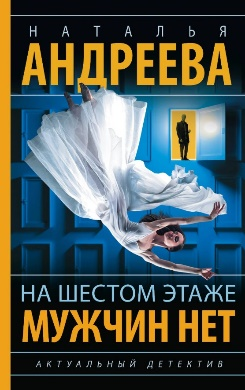 НАТАЛЬЯ
АНДРЕЕВА
НА ШЕСТОМ ЭТАЖЕ
МУЖЧИН НЕТ
АКТУАЛЬНЫЙ ДЕТЕКТИВ